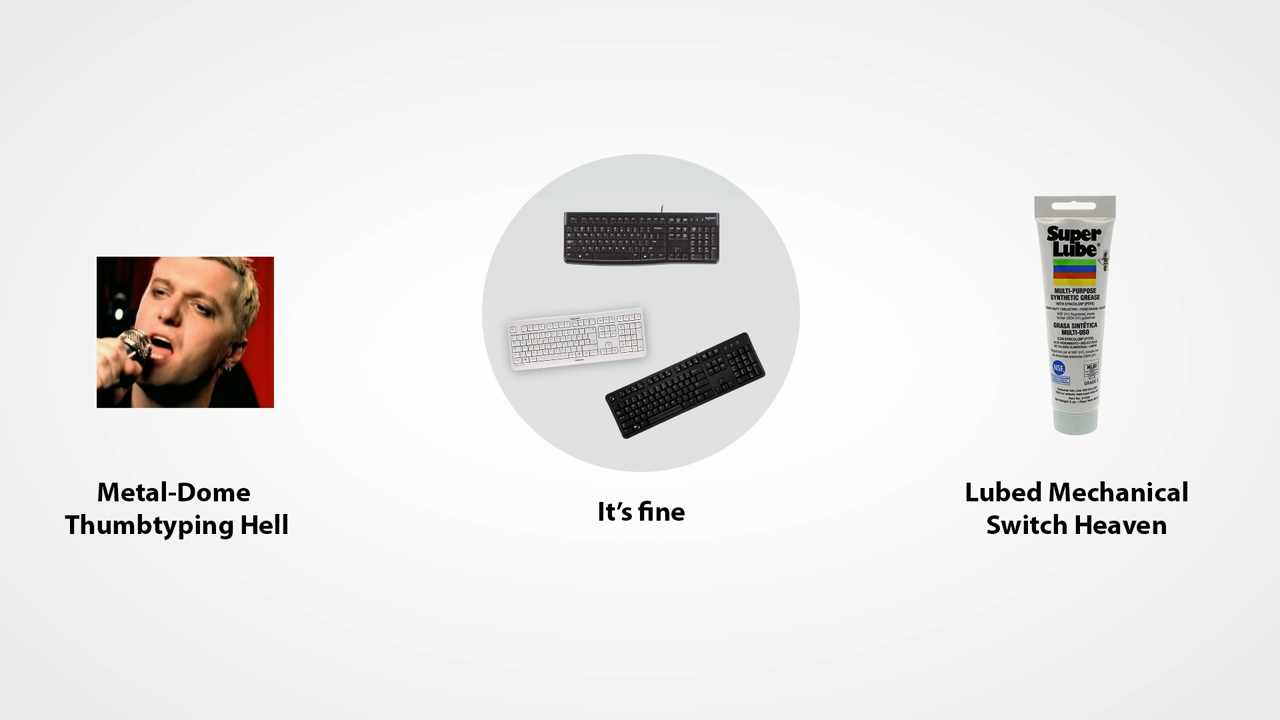 Metal-Dome
Thumbtyping Hell
It’s fine
Super
Lube
MULTI-PURPOSE
SYNTHETIC GREASE
GRASA SINTÉTICA
MULTI-USO
NSF
Lubed Mechanical
Switch Heaven